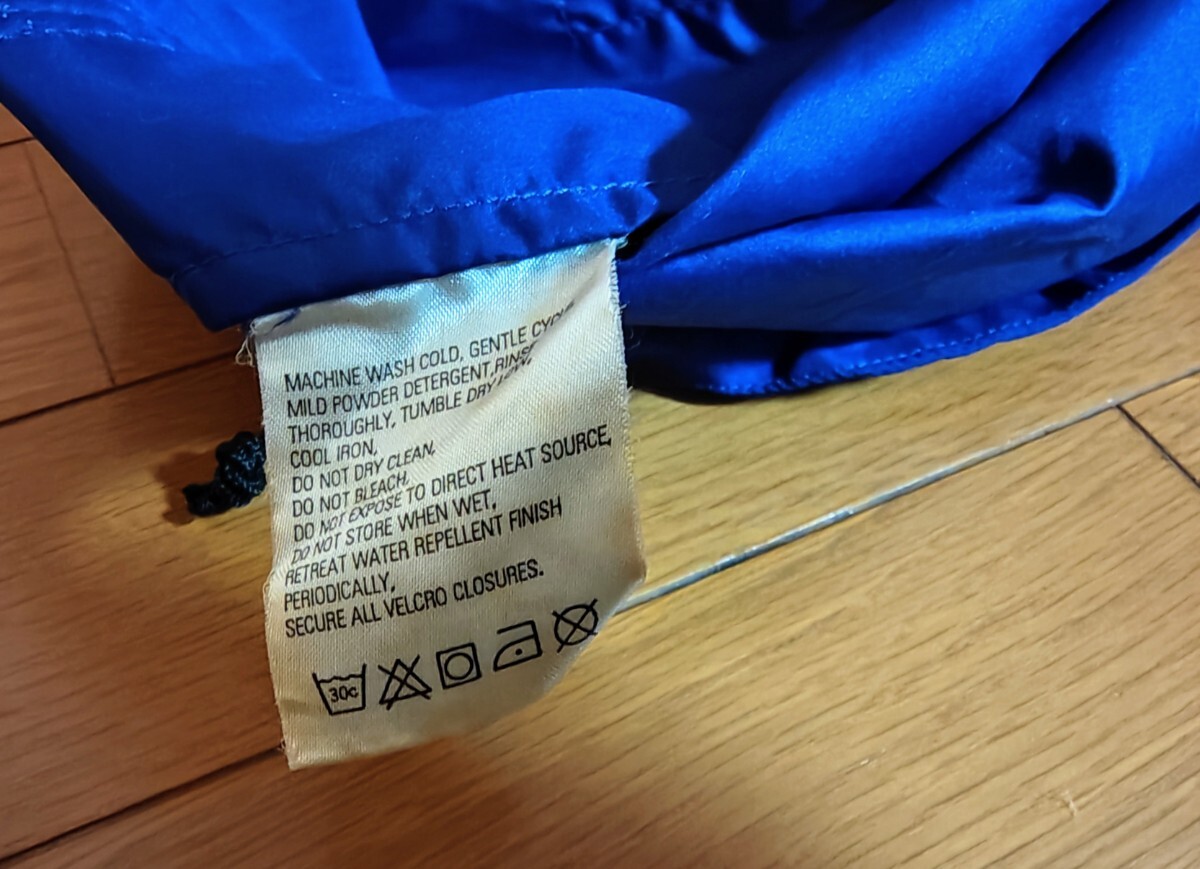 MACHINE WASH COLD, GENTLE CYCLE
MILD POWDER DETERGENT, RINSE
THOROUGHLY, TUMBLE DRY LOW,
COOL IRON,
DO NOT DRY CLEAN,
DO NOT BLEACH,
DO NOT EXPOSE TO DIRECT HEAT SOURCE,
DO NOT STORE WHEN WET,
RETREAT WATER REPELLENT FINISH
PERIODICALLY,
SECURE ALL VELCRO CLOSURES.
30c